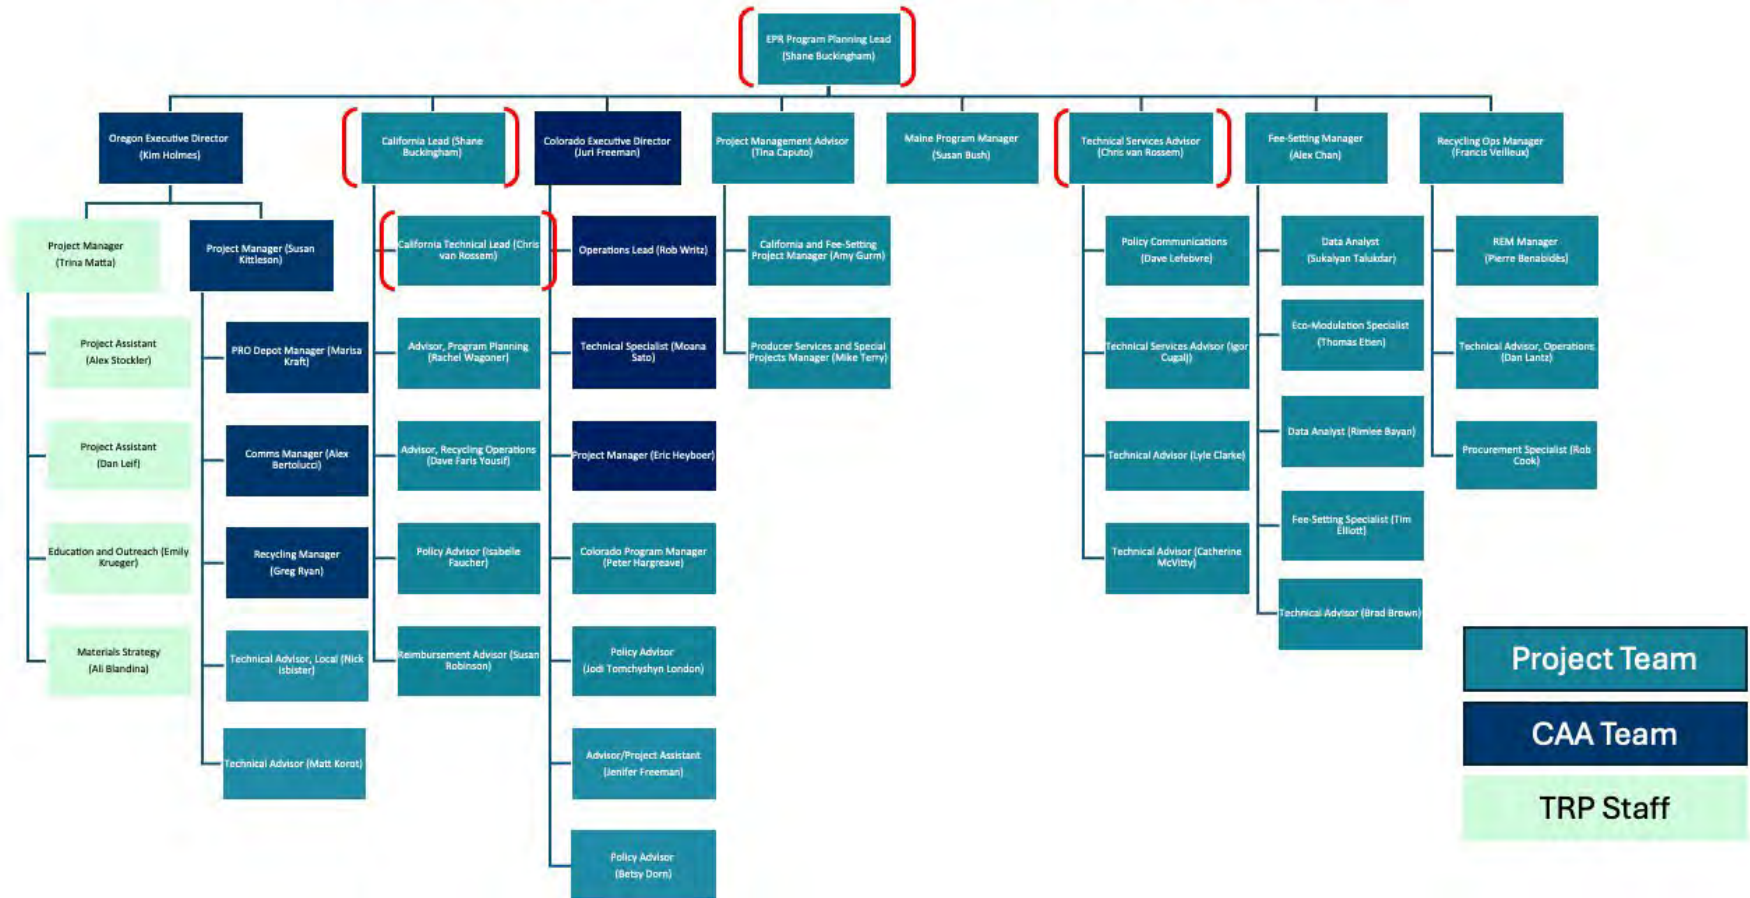 EPR Program Planning Lead
(Shane Buckingham)
Oregon Executive Director
(Kim Holmes)
California Lead (Shane
Buckingham)
Colorado Executive Director
(Juri Freeman)
Project Management Advisor
(Tina Caputo)
Maine Program Manager
(Susan Bush)
Technical Services Advisor
(Chris van Rossem)
Fee-Setting Manager
(Alex Chan)
Recycling Ops Manager
(Francis Veilleux)
Project Manager
(Trina Matta)
Project Assistant
(Alex Stockler)
Project Assistant
(Dan Leif)
Education and Outreach (Emily
Krueger)
Materials Strategy
(Ali Blandina)
Project Manager (Susan
Kittleson)
PRO Depot Manager (Marisa
Kraft)
Comms Manager (Alex
Bertolucci)
Recycling Manager
(Greg Ryan)
Technical Advisor, Local (Nick
Isbister)
Technical Advisor (Matt Korot)
California Technical Lead (Chris
van Rossem)
Advisor, Program Planning
(Rachel Wagoner)
Advisor, Recycling Operations
(Dave Faris Yousif)
Policy Advisor (Isabelle
Faucher)
Reimbursement Advisor (Susan
Robinson)
Operations Lead (Rob Writz)
Technical Specialist (Moana
Sato)
Project Manager (Eric Heyboer)
Colorado Program Manager
(Peter Hargreave)
Policy Advisor
(Jodi Tomchyshyn London)
Advisor/Project Assistant
(Jenifer Freeman)
Policy Advisor
(Betsy Dorn)
California and Fee-Setting
Project Manager (Amy Gurm)
Producer Services and Special
Projects Manager (Mike Terry)
Policy Communications
(Dave Lefebvre)
Technical Services Advisor (Igor
Cugalj)
Technical Advisor (Lyle Clarke)
Technical Advisor (Catherine
McVitty)
Data Analyst
(Sukalyan Talukdar)
Eco-Modulation Specialist
(Thomas Etien)
Data Analyst (Rimlee Bayan)
Fee-Setting Specialist (Tim
Elliott)
Technical Advisor (Brad Brown)
REM Manager
(Pierre Benabidès)
Technical Advisor, Operations
(Dan Lantz)
Procurement Specialist (Rob
Cook)
Project Team
CAA Team
TRP Staff